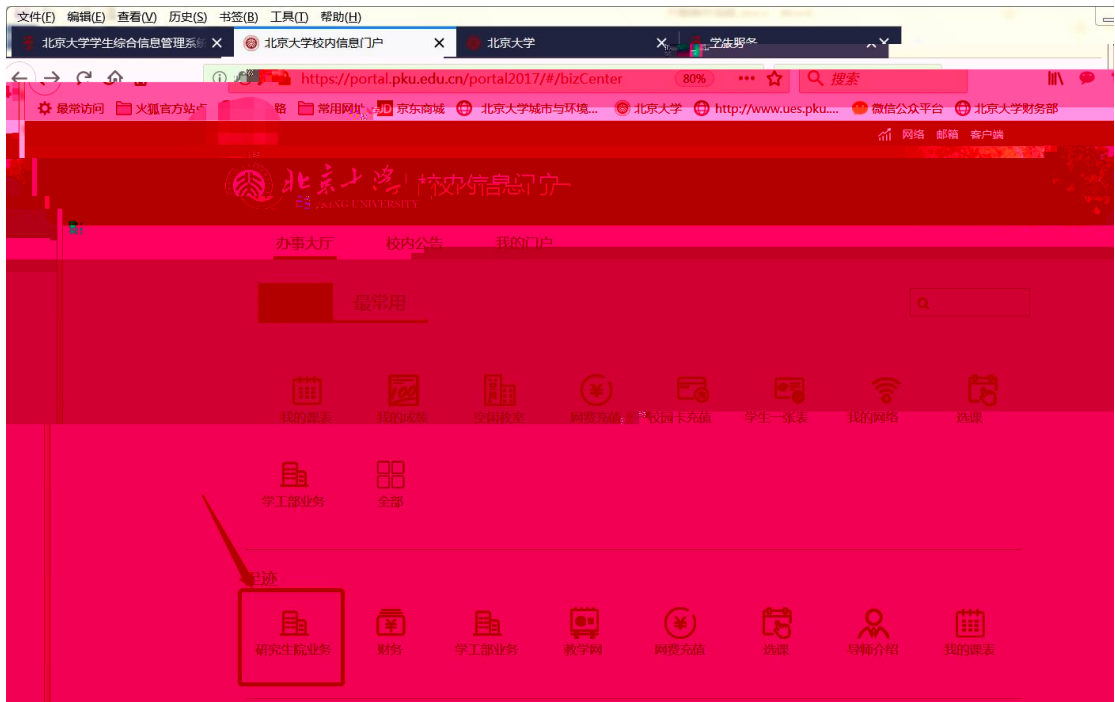 文件(F) 编辑(E) 查看(V) 历史(S) 书签(B) 工具(T) 帮助(H)
北京大学学生综合信息管理系统 北京大学校内信息门户 北京大学
https://portal.pku.edu.cn/portal2017/#/bizCenter 80% 搜索
最常访问 火狐官方站点 常用网址 京东商城 北京大学城市与环境... 北京大学 http://www.ues.pku.... 微信公众平台 北京大学财务部
网络 邮箱 客户端
北京大学 校内信息门户
办事大厅 校内公告 我的门户
最常用
我的课表 我的成绩 空闲教室 网费充值 校园卡充值 学生一张表 我的网络 选课
学工部业务 全部
足迹
研究生院业务 财务 学工部业务 教学网 网费充值 选课 导师介绍 我的课表